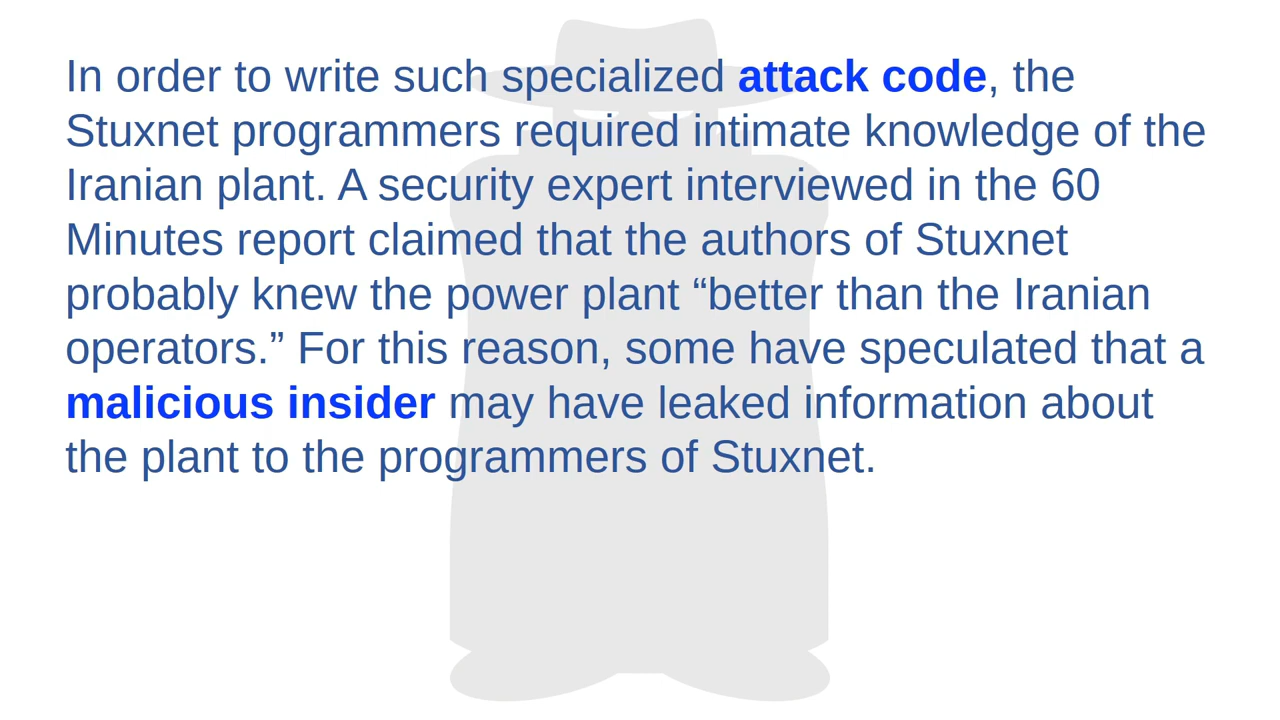 In order to write such specialized attack code, the
Stuxnet programmers required intimate knowledge of the
Iranian plant. A security expert interviewed in the 60
Minutes report claimed that the authors of Stuxnet
probably knew the power plant “better than the Iranian
operators.” For this reason, some have speculated that a
malicious insider may have leaked information about
the plant to the programmers of Stuxnet.